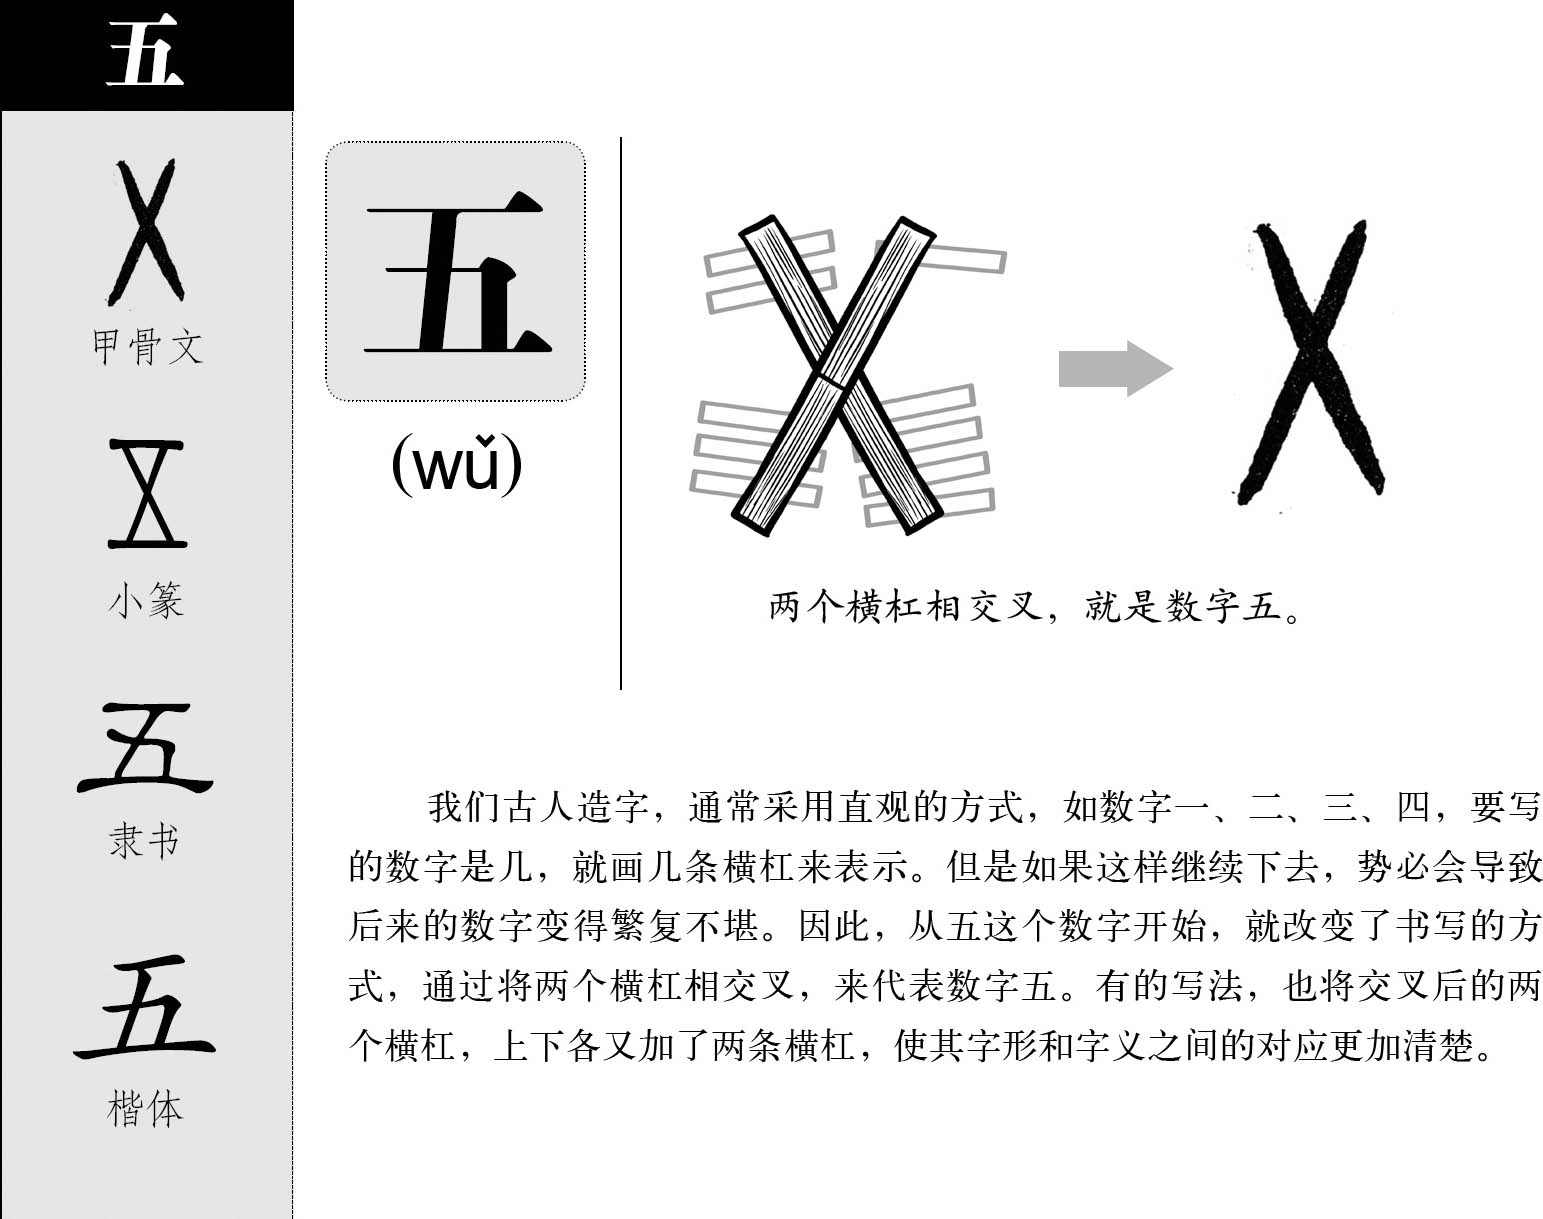 五
甲骨文
小篆
隶书
楷体
五
(wǔ)
两个横杠相交叉，就是数字五。
我们古人造字，通常采用直观的方式，如数字一、二、三、四，要写
的数字是几，就画几条横杠来表示。但是如果这样继续下去，势必会导致
后来的数字变得繁复不堪。因此，从五这个数字开始，就改变了书写的方
式，通过将两个横杠相交叉，来代表数字五。有的写法，也将交叉后的两
个横杠，上下各又加了两条横杠，使其字形和字义之间的对应更加清楚。